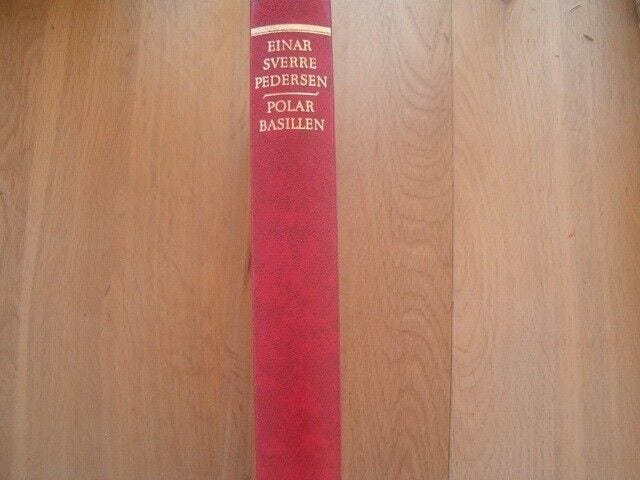 EINAR
SVERRE
PEDERSEN
POLAR
BASILLEN